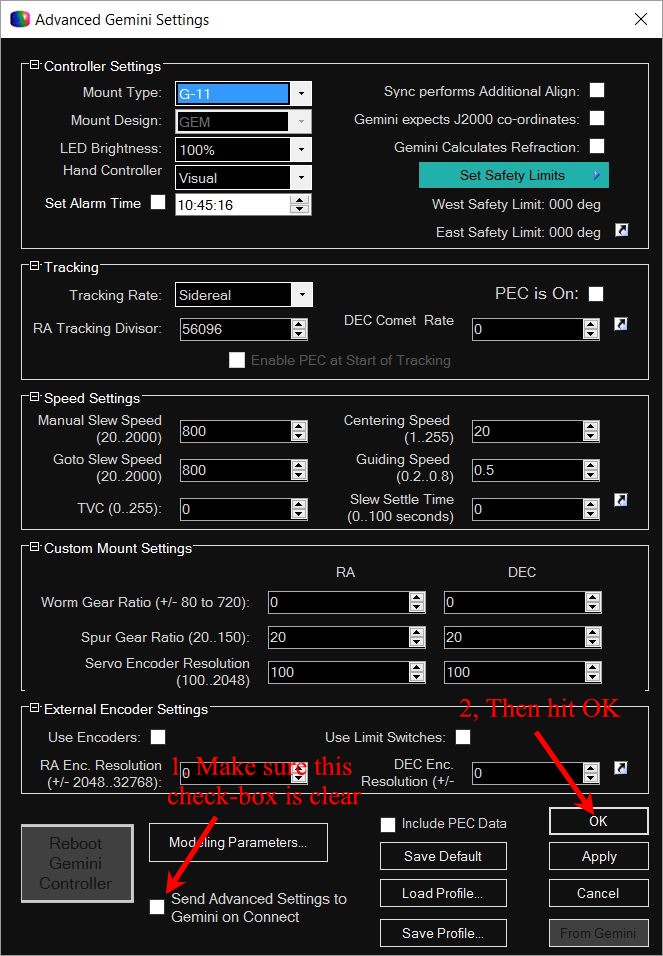 Advanced Gemini Settings
Controller Settings
Mount Type: G-11
Sync performs Additional Align:
Mount Design: GEM
Gemini expects J2000 co-ordinates:
LED Brightness: 100%
Gemini Calculates Refraction:
Hand Controller Visual
Set Safety Limits
Set Alarm Time 10:45:16
West Safety Limit: 000 deg
East Safety Limit: 000 deg
Tracking
Tracking Rate: Sidereal
PEC is On:
RA Tracking Divisor: 56096
DEC Comet Rate 0
Enable PEC at Start of Tracking
Speed Settings
Manual Slew Speed
(20..2000) 800
Centering Speed
(1..255) 20
Goto Slew Speed
(20..2000) 800
Guiding Speed
(0.2..0.8) 0.5
TVC (0..255): 0
Slew Settle Time
(0..100 seconds) 0
Custom Mount Settings
RA DEC
Worm Gear Ratio (+/- 80 to 720): 0 0
Spur Gear Ratio (20..150): 20 20
Servo Encoder Resolution
(100..2048) 100 100
External Encoder Settings
2, Then hit OK
Use Encoders:
Use Limit Switches:
RA Enc. Resolution
(+/- 2048..32768): 0
DEC Enc.
Resolution (+/- 0
1, Make sure this
check-box is clear
Reboot
Gemini
Controller
Modeling Parameters...
Send Advanced Settings to
Gemini on Connect
Include PEC Data
OK
Save Default
Apply
Load Profile...
Cancel
Save Profile...
From Gemini